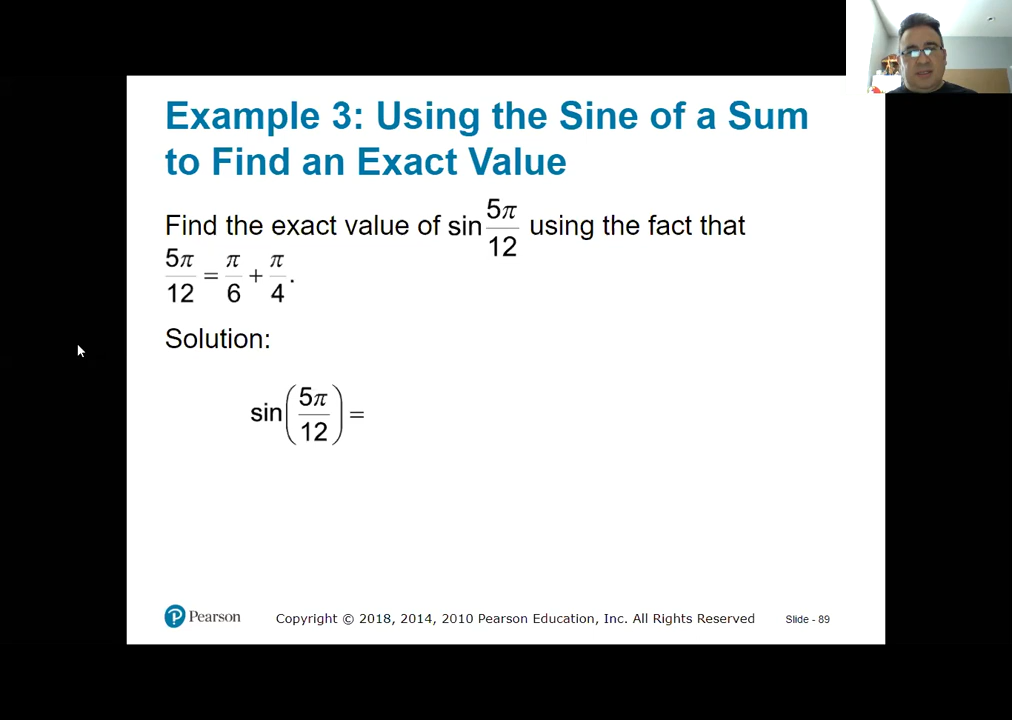 Example 3: Using the Sine of a Sum
to Find an Exact Value
Find the exact value of sin 5π/12 using the fact that
5π/12 = π/6 + π/4.
Solution:
sin(5π/12) =
P Pearson Copyright © 2018, 2014, 2010 Pearson Education, Inc. All Rights Reserved Slide - 89